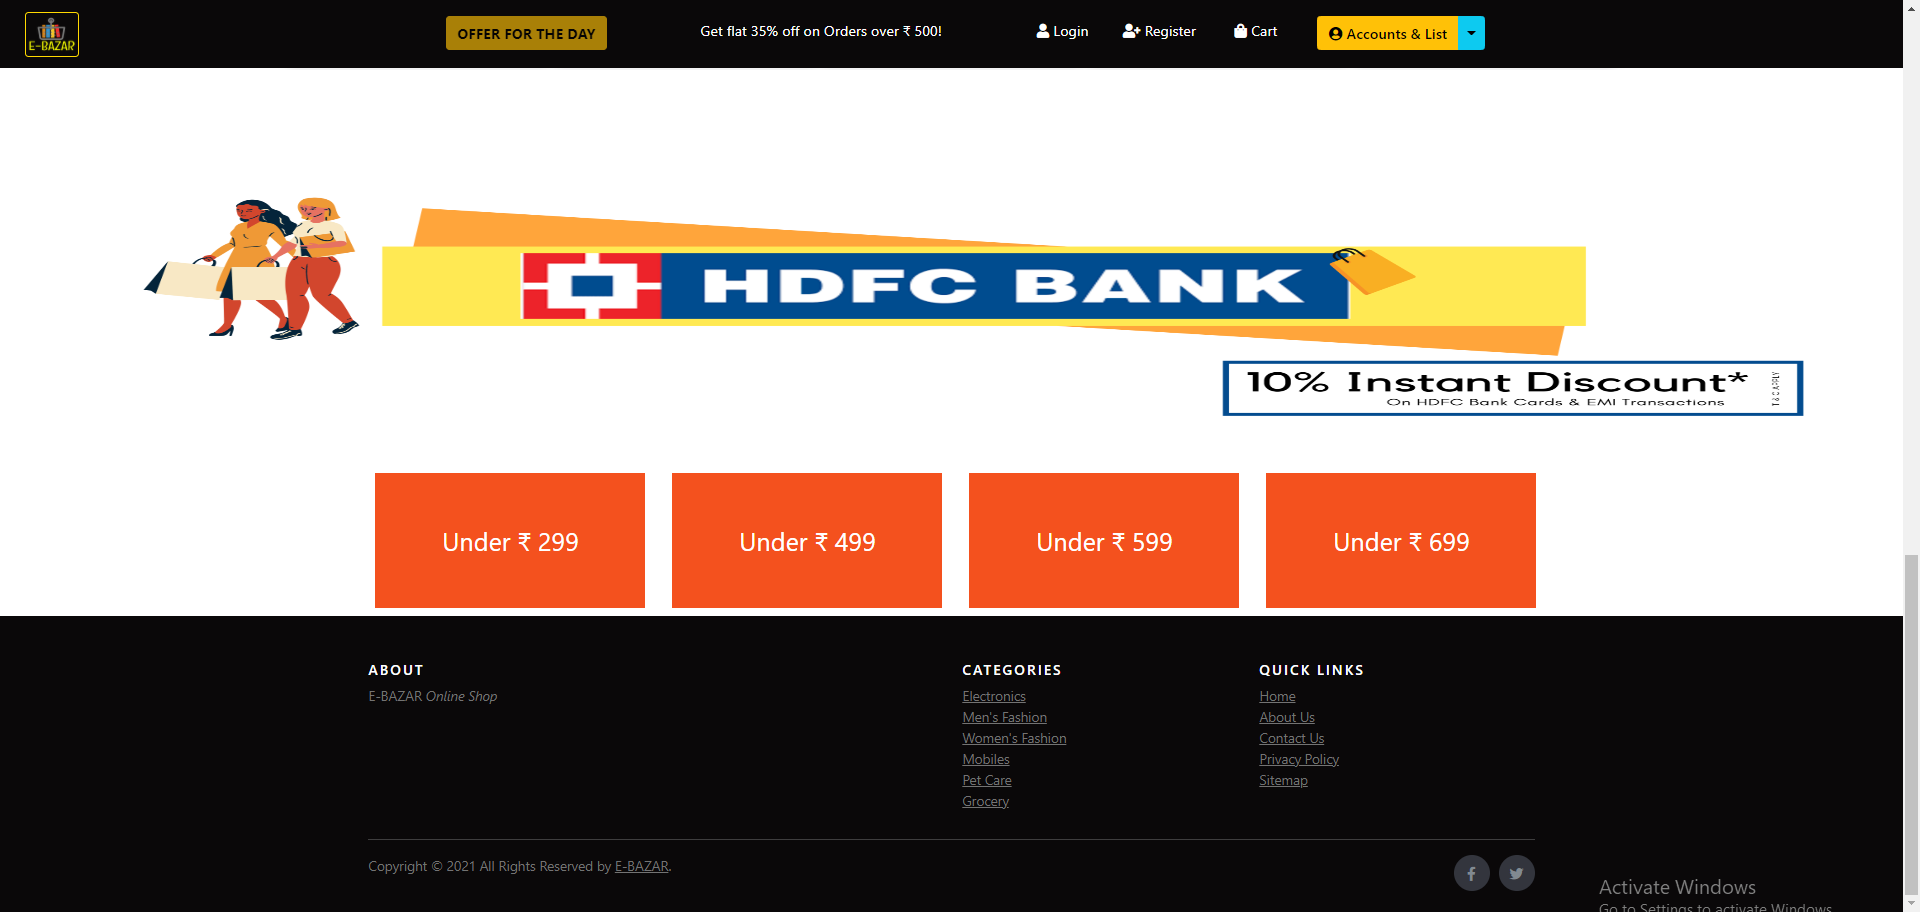 E-BAZAR
OFFER FOR THE DAY
Get flat 35% off on Orders over ₹ 500!
Login
Register
Cart
Accounts & List
HDFC BANK
10% Instant Discount*
On HDFC Bank Cards & EMI Transactions
T & C APPLY
Under ₹ 299
Under ₹ 499
Under ₹ 599
Under ₹ 699
ABOUT
E-BAZAR Online Shop
CATEGORIES
Electronics
Men's Fashion
Women's Fashion
Mobiles
Pet Care
Grocery
QUICK LINKS
Home
About Us
Contact Us
Privacy Policy
Sitemap
Copyright © 2021 All Rights Reserved by E-BAZAR.
Activate Windows
Go to Settings to activate Windows.